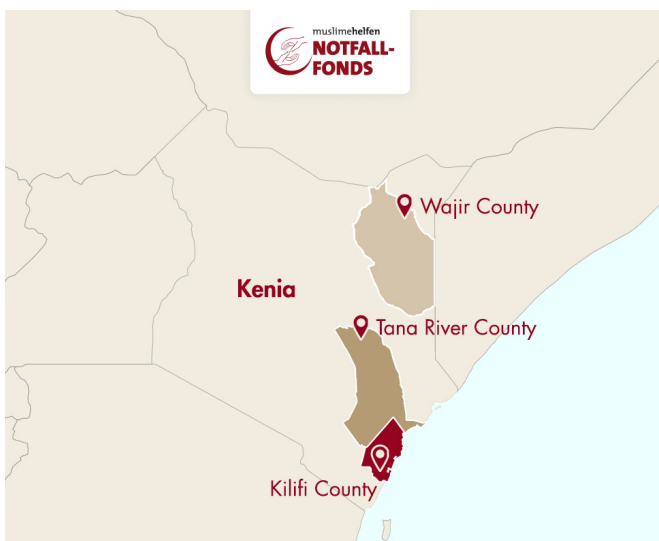 muslimehelfen
NOTFALL-
FONDS
Wajir County
Kenia
Tana River County
Kilifi County